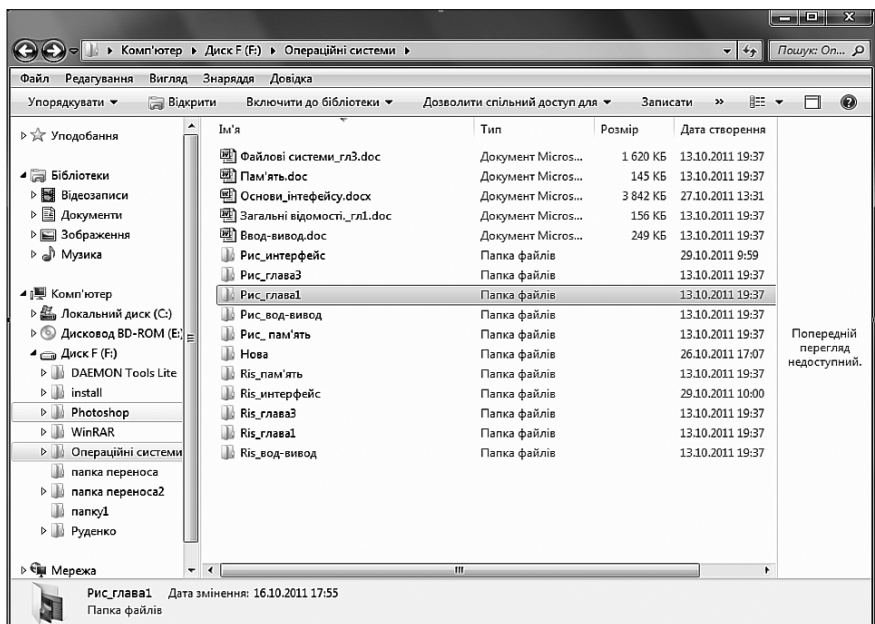 Комп'ютер ▸ Диск F (F:) ▸ Операційні системи ▸
Пошук: Оп...
Файл Редагування Вигляд Знаряддя Довідка
Упорядкувати Відкрити Включити до бібліотеки Дозволити спільний доступ для Записати »
Уподобання
Бібліотеки
Відеозаписи
Документи
Зображення
Музика
Комп'ютер
Локальний диск (C:)
Дисковод BD-ROM (E:)
Диск F (F:)
DAEMON Tools Lite
install
Photoshop
WinRAR
Операційні системи
папка переноса
папка переноса2
папку1
Руденко
Мережа
Ім'я Тип Розмір Дата створення
Файлові системи_гл3.doc Документ Micros... 1 620 КБ 13.10.2011 19:37
Пам'ять.doc Документ Micros... 145 КБ 13.10.2011 19:37
Основи_інтефейсу.docx Документ Micros... 3 842 КБ 27.10.2011 13:31
Загальні відомості._гл1.doc Документ Micros... 156 КБ 13.10.2011 19:37
Ввод-вивод.doc Документ Micros... 249 КБ 13.10.2011 19:37
Рис_интерфейс Папка файлів 29.10.2011 9:59
Рис_глава3 Папка файлів 13.10.2011 19:37
Рис_глава1 Папка файлів 13.10.2011 19:37
Рис_вод-вивод Папка файлів 13.10.2011 19:37
Рис_ пам'ять Папка файлів 13.10.2011 19:37
Нова Папка файлів 26.10.2011 17:07
Ris_пам'ять Папка файлів 13.10.2011 19:37
Ris_интерфейс Папка файлів 29.10.2011 10:00
Ris_глава3 Папка файлів 13.10.2011 19:37
Ris_глава1 Папка файлів 13.10.2011 19:37
Ris_вод-вивод Папка файлів 13.10.2011 19:37
Попередній
перегляд
недоступний.
Рис_глава1 Дата змінення: 16.10.2011 17:55
Папка файлів